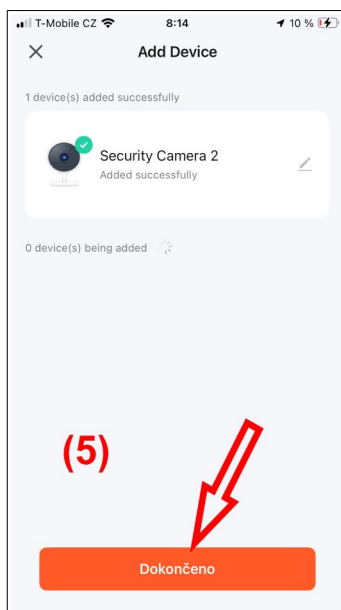 T-Mobile CZ 8:14 10 %
Add Device
1 device(s) added successfully
Security Camera 2
Added successfully
0 device(s) being added
(5)
Dokončeno